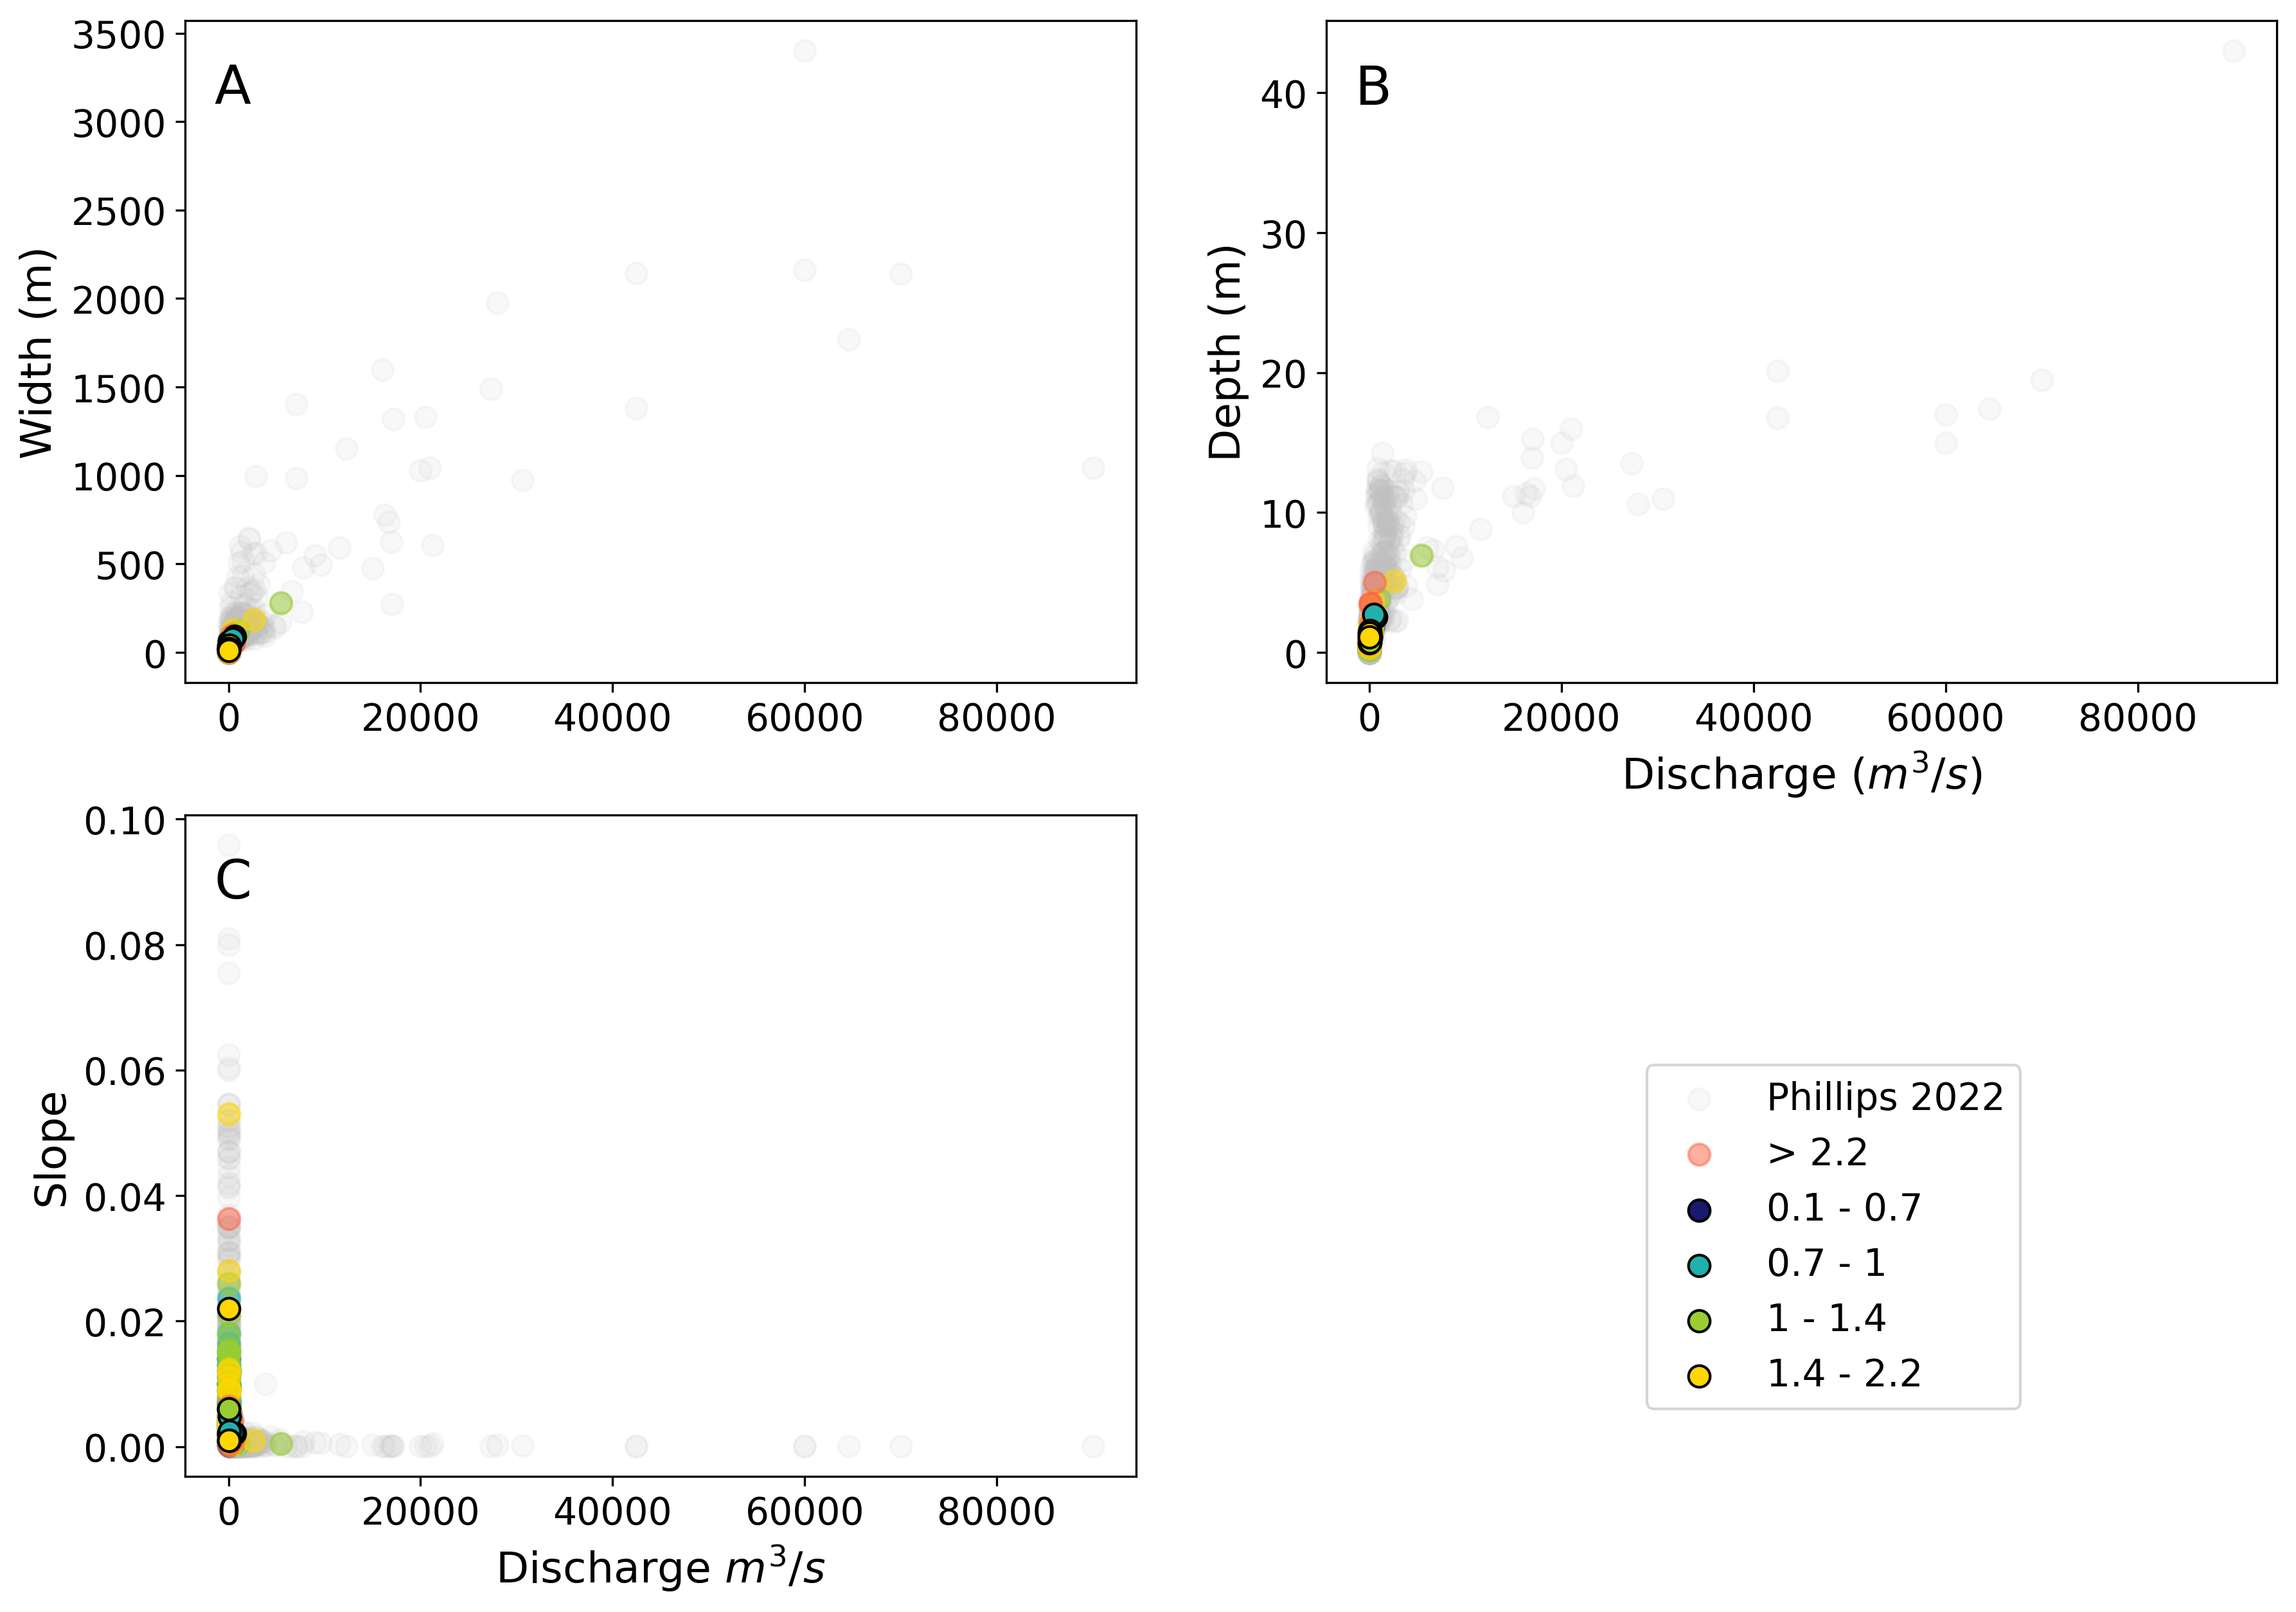 A
Width (m)
3500
3000
2500
2000
1500
1000
500
0
0 20000 40000 60000 80000
B
Depth (m)
40
30
20
10
0
0 20000 40000 60000 80000
Discharge (m³/s)
C
Slope
0.10
0.08
0.06
0.04
0.02
0.00
0 20000 40000 60000 80000
Discharge m³/s
Phillips 2022
> 2.2
0.1 - 0.7
0.7 - 1
1 - 1.4
1.4 - 2.2